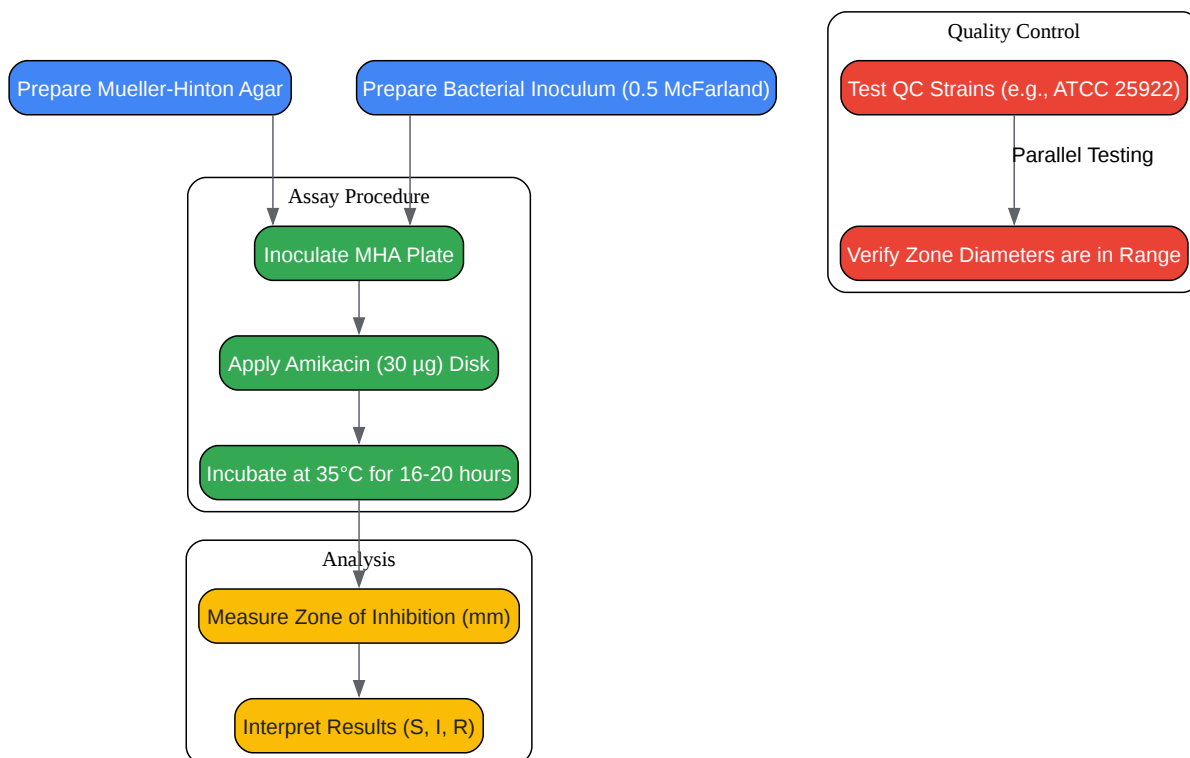 Prepare Mueller-Hinton Agar
Prepare Bacterial Inoculum (0.5 McFarland)
Assay Procedure
Inoculate MHA Plate
Apply Amikacin (30 µg) Disk
Incubate at 35°C for 16-20 hours
Analysis
Measure Zone of Inhibition (mm)
Interpret Results (S, I, R)
Quality Control
Test QC Strains (e.g., ATCC 25922)
Parallel Testing
Verify Zone Diameters are in Range